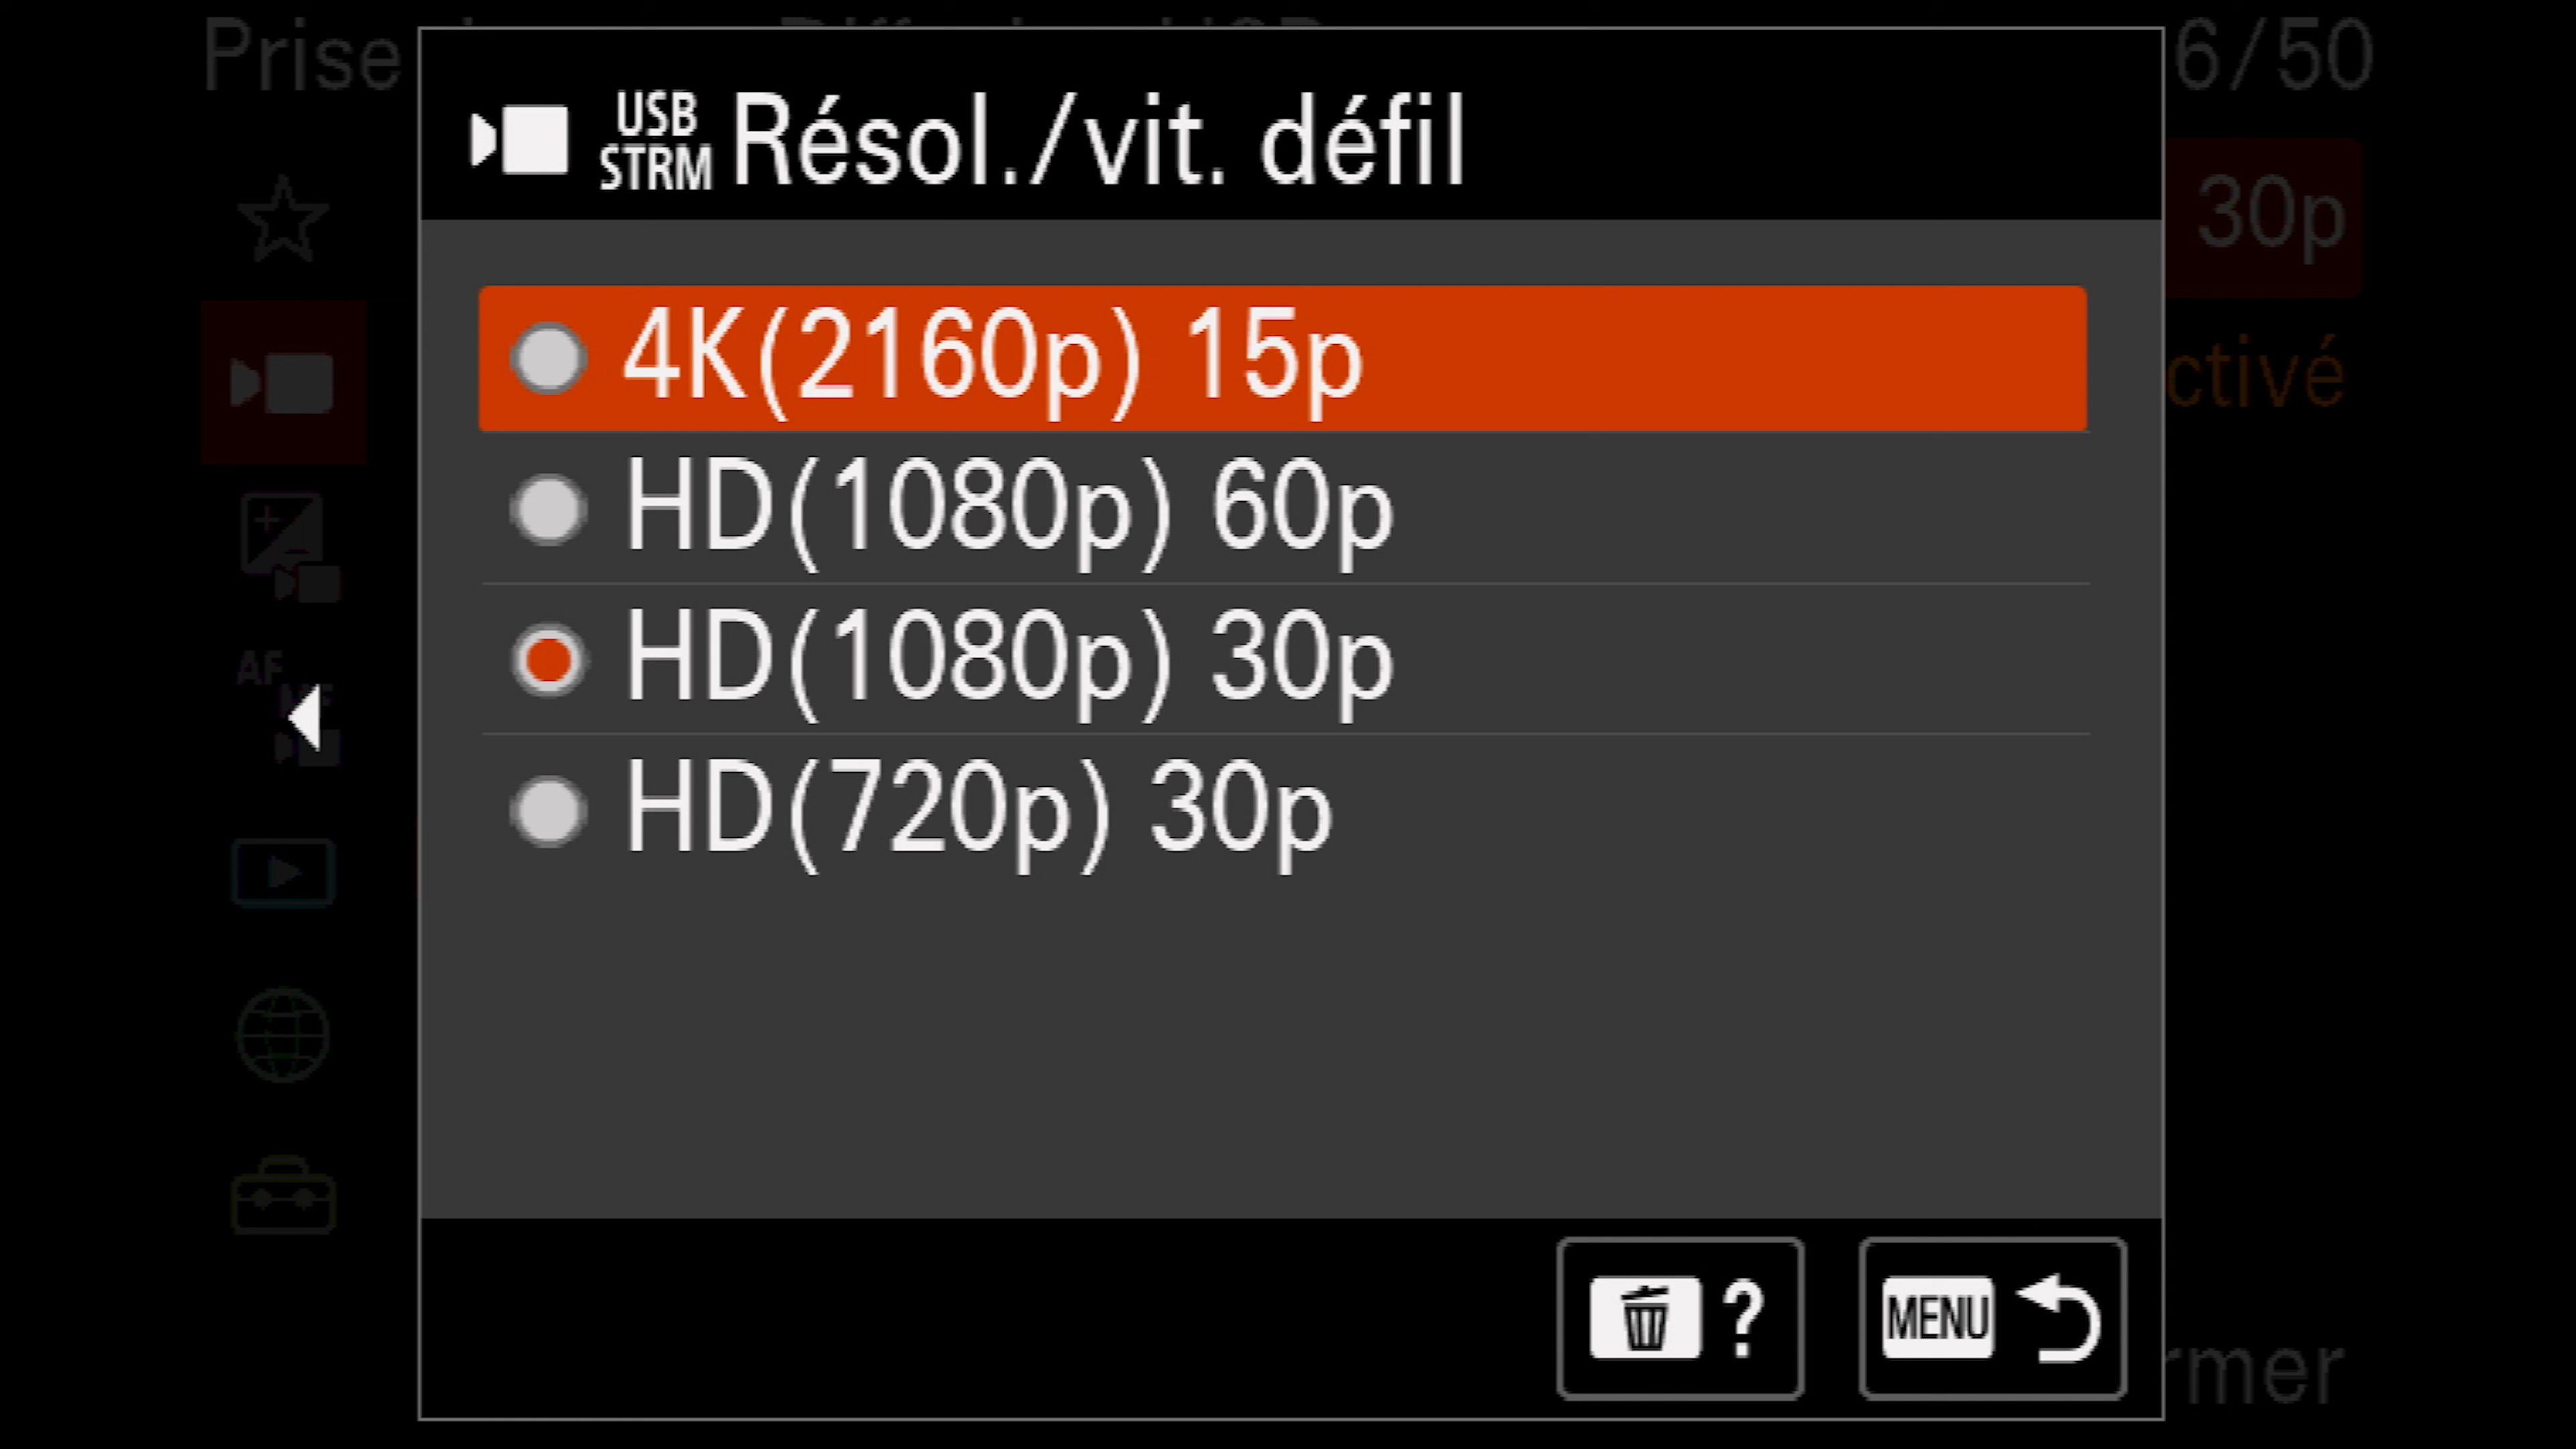 Prise
6/50
USB STRM Résol./vit. défil
30p
4K(2160p) 15p
ctivé
HD(1080p) 60p
HD(1080p) 30p
AF
HD(720p) 30p
?
MENU
rmer